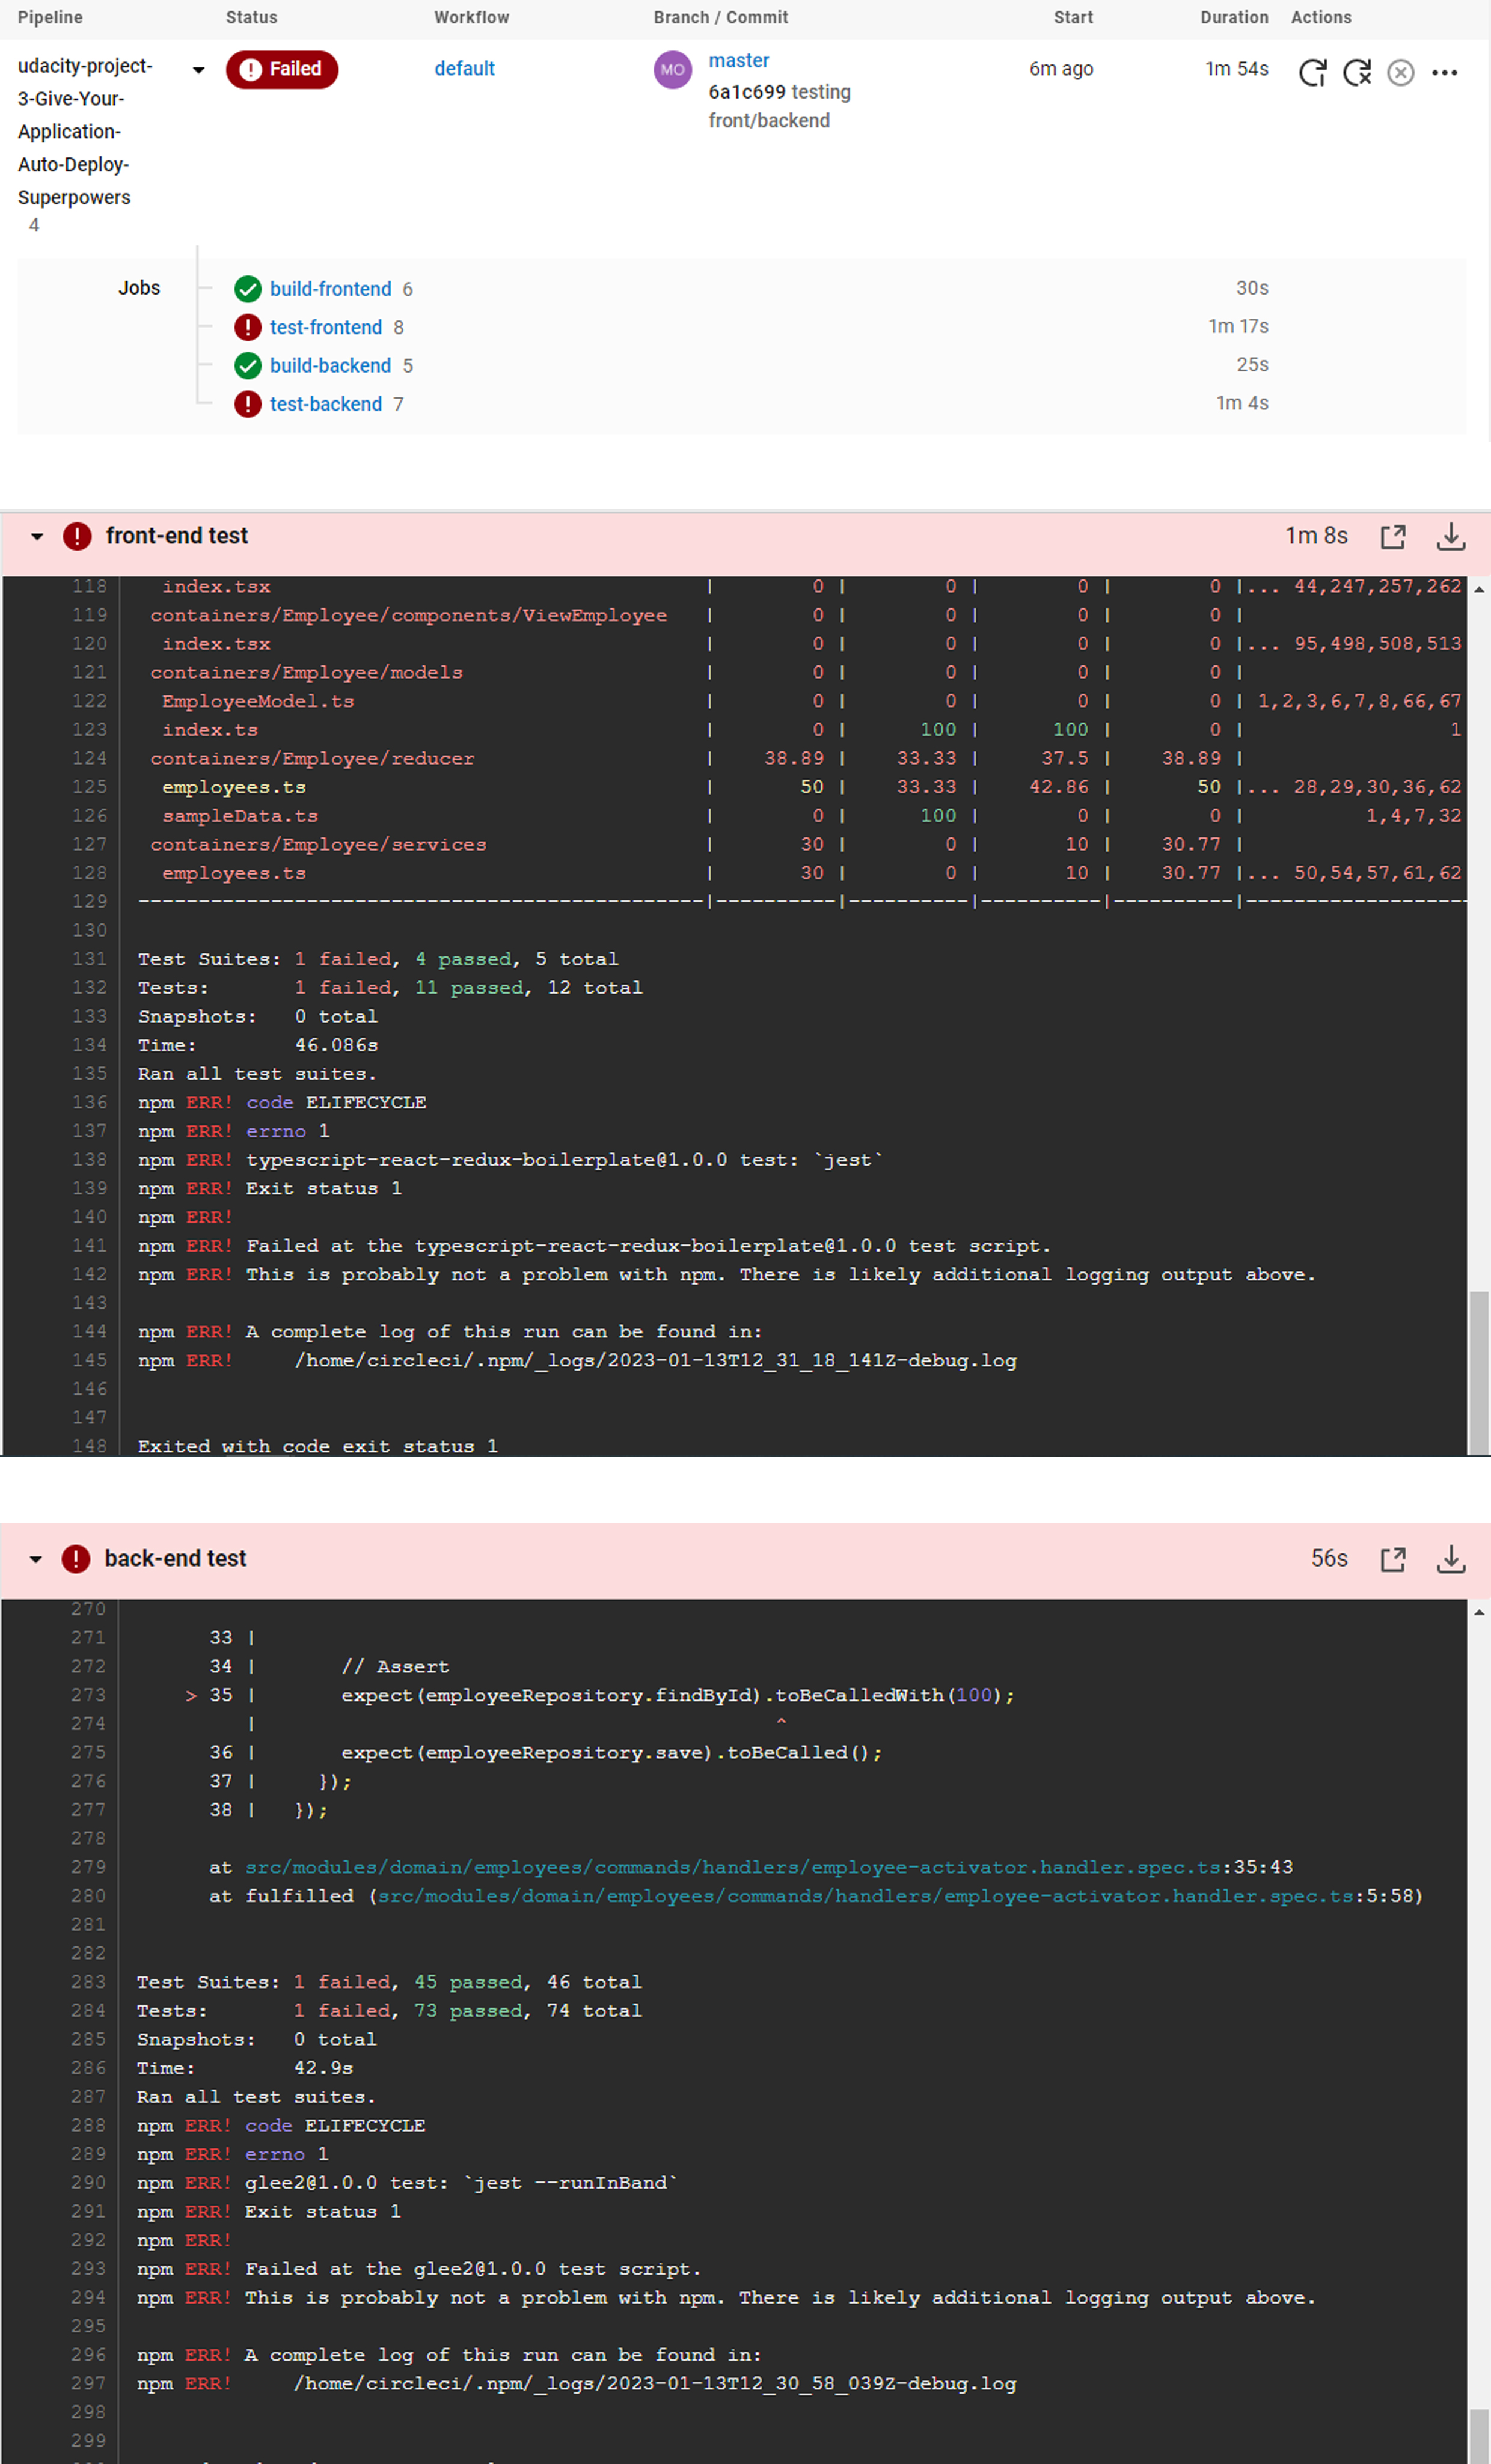 Pipeline Status Workflow Branch / Commit Start Duration Actions
udacity-project- Failed default MO master 6m ago 1m 54s
3-Give-Your- 6a1c699 testing
Application- front/backend
Auto-Deploy-
Superpowers
4
Jobs build-frontend 6 30s
test-frontend 8 1m 17s
build-backend 5 25s
test-backend 7 1m 4s
front-end test 1m 8s
118 index.tsx | 0 | 0 | 0 | 0 |... 44,247,257,262
119 containers/Employee/components/ViewEmployee | 0 | 0 | 0 | 0 |
120 index.tsx | 0 | 0 | 0 | 0 |... 95,498,508,513
121 containers/Employee/models | 0 | 0 | 0 | 0 |
122 EmployeeModel.ts | 0 | 0 | 0 | 0 | 1,2,3,6,7,8,66,67
123 index.ts | 0 | 100 | 100 | 0 | 1
124 containers/Employee/reducer | 38.89 | 33.33 | 37.5 | 38.89 |
125 employees.ts | 50 | 33.33 | 42.86 | 50 |... 28,29,30,36,62
126 sampleData.ts | 0 | 100 | 0 | 0 | 1,4,7,32
127 containers/Employee/services | 30 | 0 | 10 | 30.77 |
128 employees.ts | 30 | 0 | 10 | 30.77 |... 50,54,57,61,62
129 -----------------------------------------------|----------|----------|----------|----------|-------------------
130
131 Test Suites: 1 failed, 4 passed, 5 total
132 Tests: 1 failed, 11 passed, 12 total
133 Snapshots: 0 total
134 Time: 46.086s
135 Ran all test suites.
136 npm ERR! code ELIFECYCLE
137 npm ERR! errno 1
138 npm ERR! typescript-react-redux-boilerplate@1.0.0 test: `jest`
139 npm ERR! Exit status 1
140 npm ERR!
141 npm ERR! Failed at the typescript-react-redux-boilerplate@1.0.0 test script.
142 npm ERR! This is probably not a problem with npm. There is likely additional logging output above.
143
144 npm ERR! A complete log of this run can be found in:
145 npm ERR! /home/circleci/.npm/_logs/2023-01-13T12_31_18_141Z-debug.log
146
147
148 Exited with code exit status 1
back-end test 56s
270
271 33 |
272 34 | // Assert
273 > 35 | expect(employeeRepository.findById).toBeCalledWith(100);
274 | ^
275 36 | expect(employeeRepository.save).toBeCalled();
276 37 | });
277 38 | });
278
279 at src/modules/domain/employees/commands/handlers/employee-activator.handler.spec.ts:35:43
280 at fulfilled (src/modules/domain/employees/commands/handlers/employee-activator.handler.spec.ts:5:58)
281
282
283 Test Suites: 1 failed, 45 passed, 46 total
284 Tests: 1 failed, 73 passed, 74 total
285 Snapshots: 0 total
286 Time: 42.9s
287 Ran all test suites.
288 npm ERR! code ELIFECYCLE
289 npm ERR! errno 1
290 npm ERR! glee2@1.0.0 test: `jest --runInBand`
291 npm ERR! Exit status 1
292 npm ERR!
293 npm ERR! Failed at the glee2@1.0.0 test script.
294 npm ERR! This is probably not a problem with npm. There is likely additional logging output above.
295
296 npm ERR! A complete log of this run can be found in:
297 npm ERR! /home/circleci/.npm/_logs/2023-01-13T12_30_58_039Z-debug.log
298
299